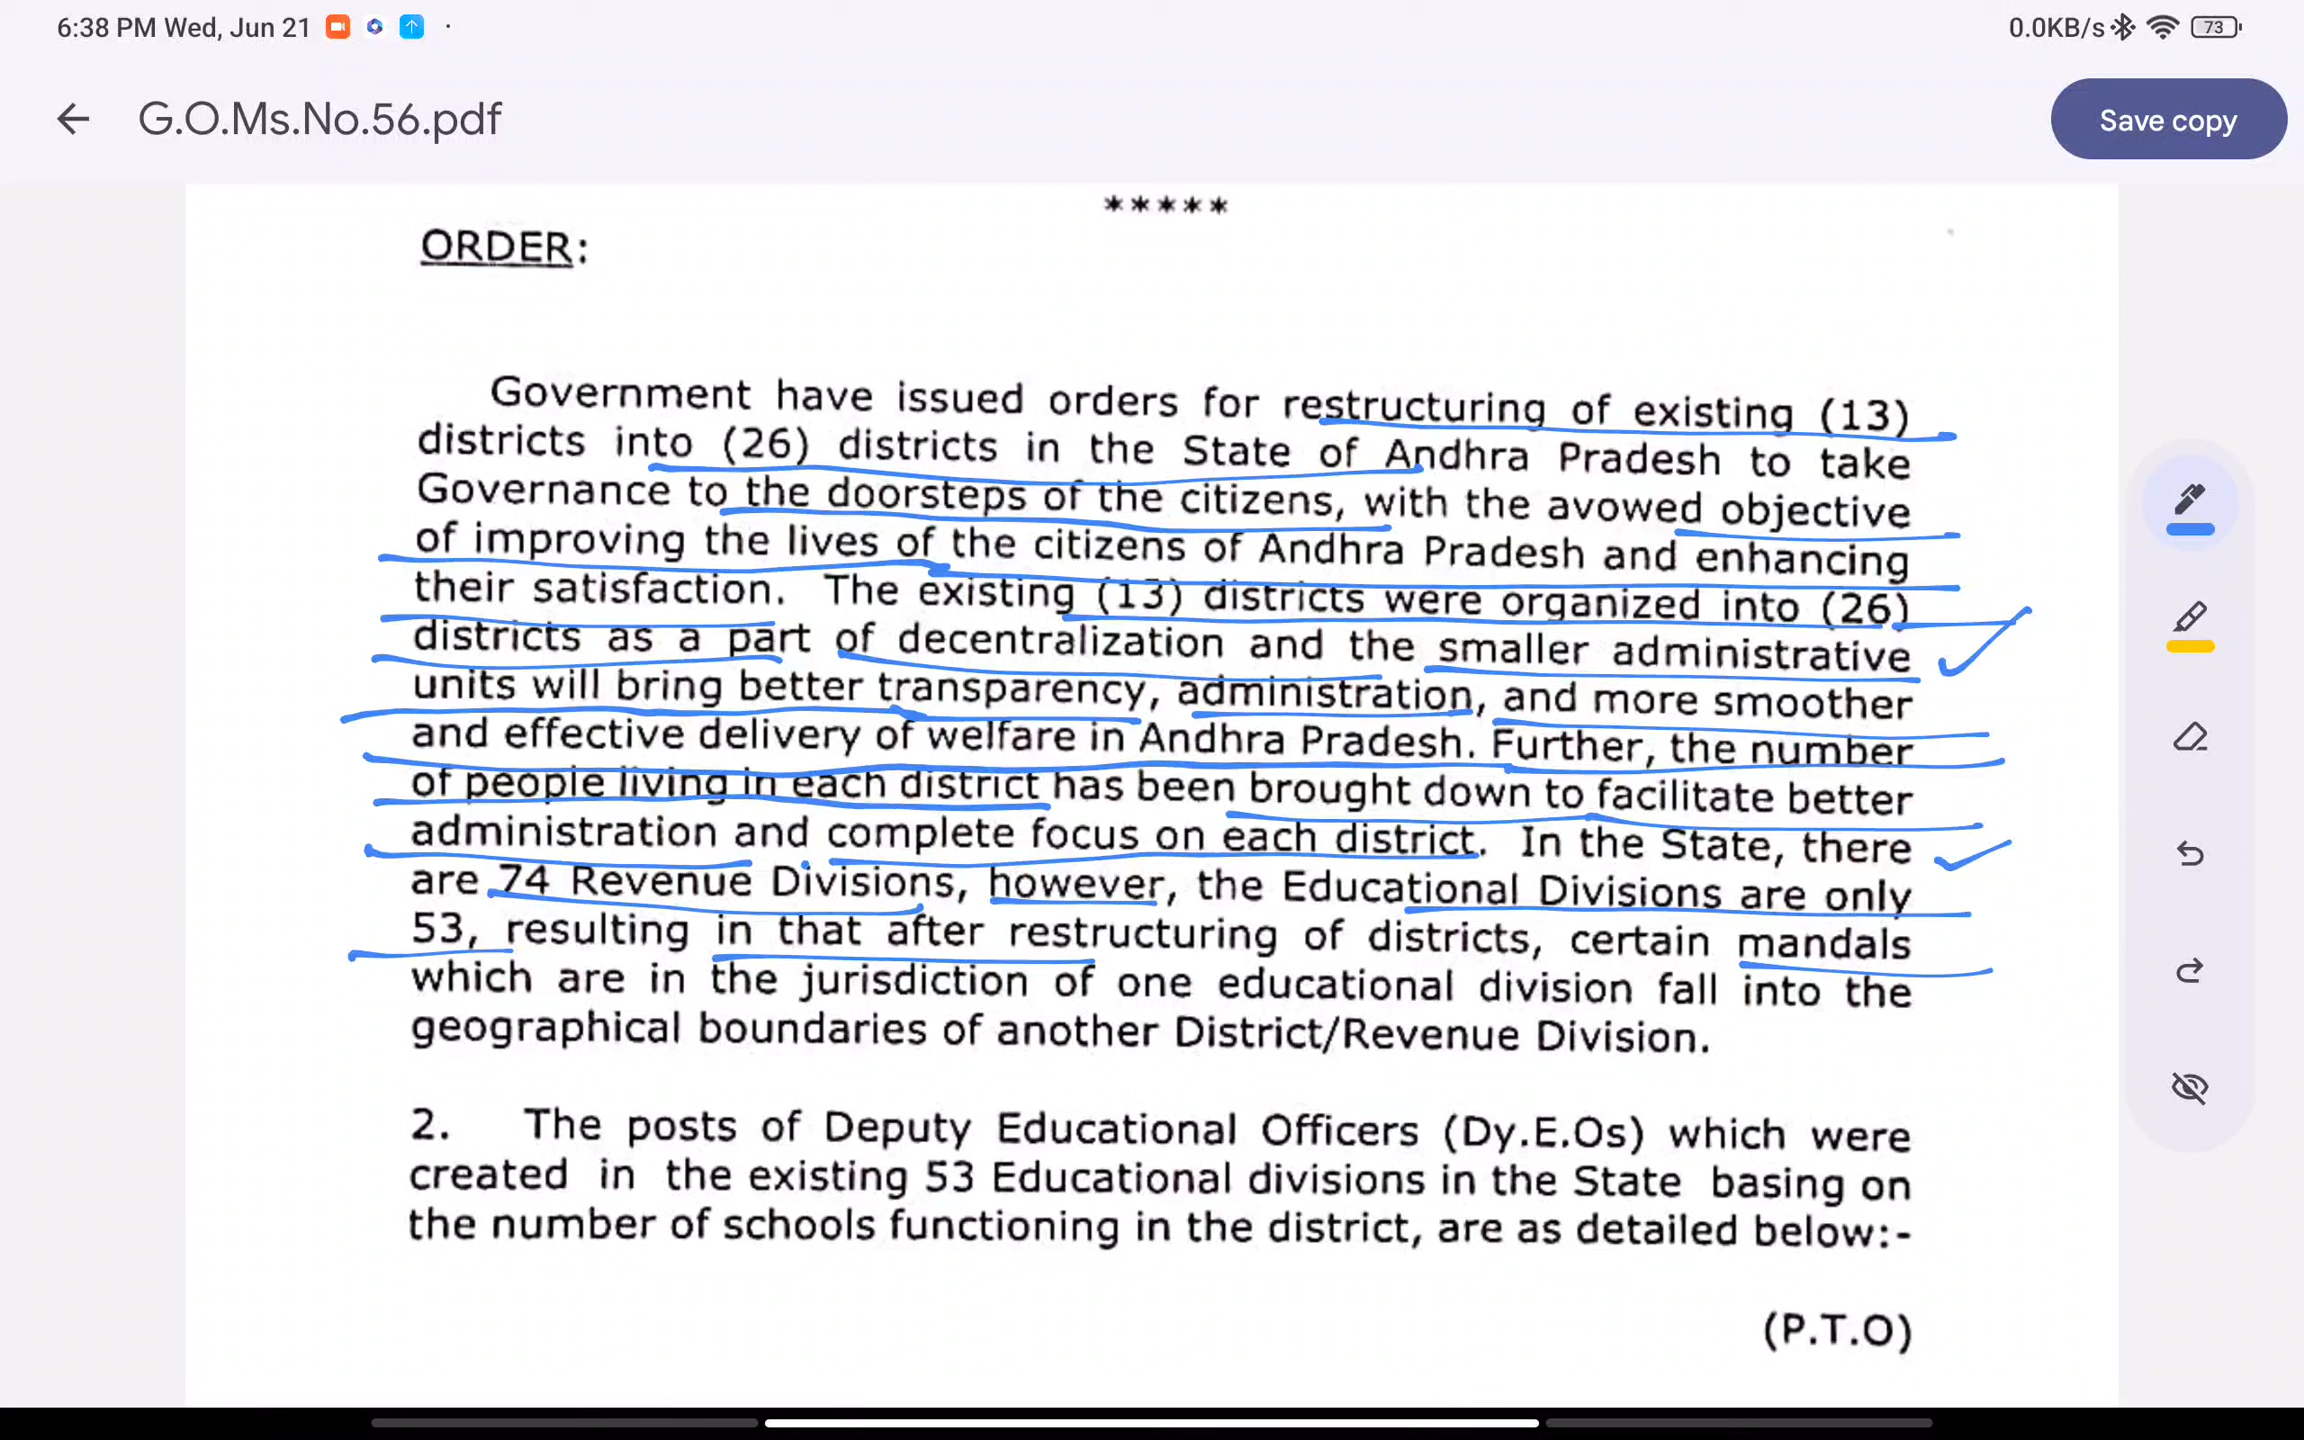 6:38 PM Wed, Jun 21
0.0KB/s 73
G.O.Ms.No.56.pdf
Save copy
*****
ORDER:
Government have issued orders for restructuring of existing (13)
districts into (26) districts in the State of Andhra Pradesh to take
Governance to the doorsteps of the citizens, with the avowed objective
of improving the lives of the citizens of Andhra Pradesh and enhancing
their satisfaction. The existing (13) districts were organized into (26)
districts as a part of decentralization and the smaller administrative
units will bring better transparency, administration, and more smoother
and effective delivery of welfare in Andhra Pradesh. Further, the number
of people living in each district has been brought down to facilitate better
administration and complete focus on each district. In the State, there
are 74 Revenue Divisions, however, the Educational Divisions are only
53, resulting in that after restructuring of districts, certain mandals
which are in the jurisdiction of one educational division fall into the
geographical boundaries of another District/Revenue Division.
2. The posts of Deputy Educational Officers (Dy.E.Os) which were
created in the existing 53 Educational divisions in the State basing on
the number of schools functioning in the district, are as detailed below:-
(P.T.O)